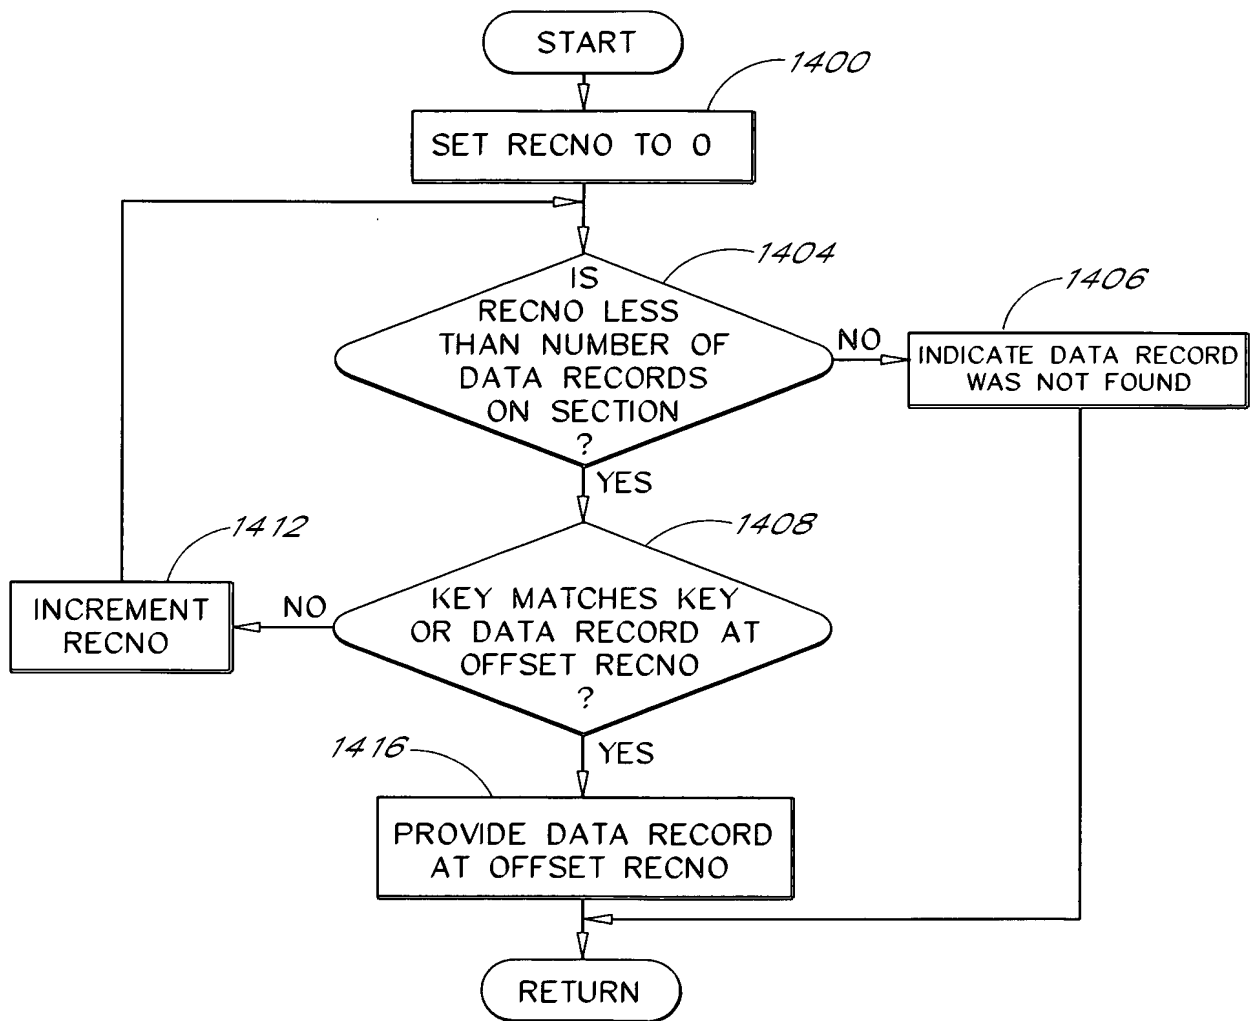 START
1400
SET RECNO TO 0
1404
IS
RECNO LESS
THAN NUMBER OF
DATA RECORDS
ON SECTION
?
NO
1406
INDICATE DATA RECORD
WAS NOT FOUND
YES
1408
KEY MATCHES KEY
OR DATA RECORD AT
OFFSET RECNO
?
NO
1412
INCREMENT
RECNO
YES
1416
PROVIDE DATA RECORD
AT OFFSET RECNO
RETURN